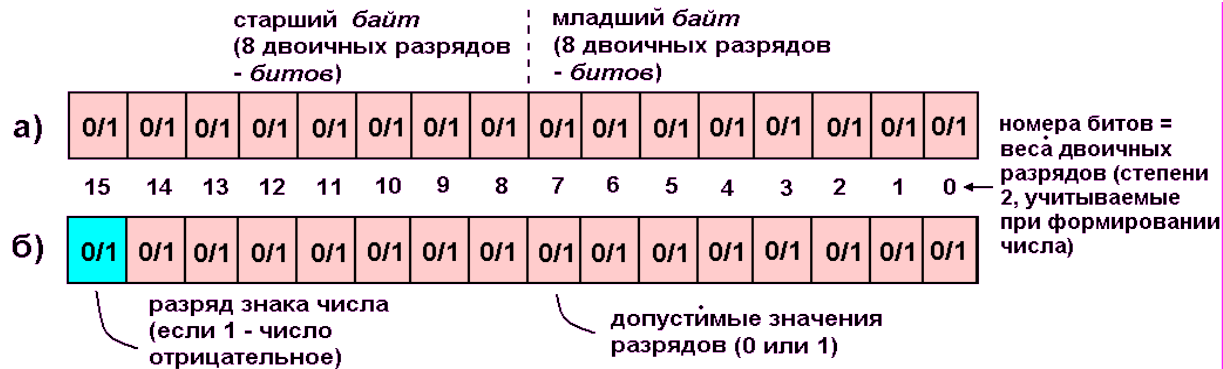 старший байт
(8 двоичных разрядов
- битов)
младший байт
(8 двоичных разрядов
- битов)
а)
0/1 0/1 0/1 0/1 0/1 0/1 0/1 0/1 0/1 0/1 0/1 0/1 0/1 0/1 0/1 0/1
номера битов =
веса двоичных
разрядов (степени
2, учитываемые
при формировании
числа)
15 14 13 12 11 10 9 8 7 6 5 4 3 2 1 0
б)
0/1 0/1 0/1 0/1 0/1 0/1 0/1 0/1 0/1 0/1 0/1 0/1 0/1 0/1 0/1 0/1
разряд знака числа
(если 1 - число
отрицательное)
допустимые значения
разрядов (0 или 1)